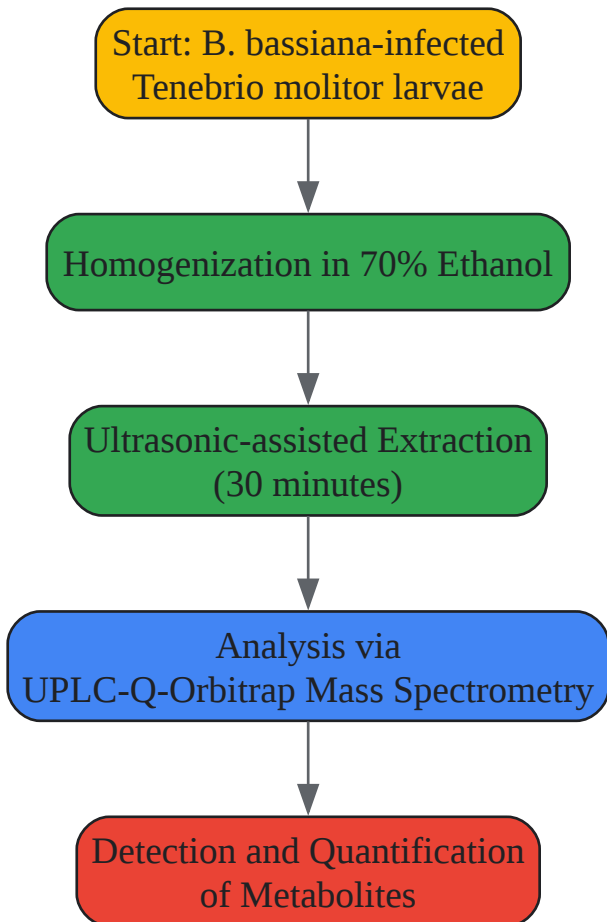 Start: B. bassiana-infected
Tenebrio molitor larvae
Homogenization in 70% Ethanol
Ultrasonic-assisted Extraction
(30 minutes)
Analysis via
UPLC-Q-Orbitrap Mass Spectrometry
Detection and Quantification
of Metabolites